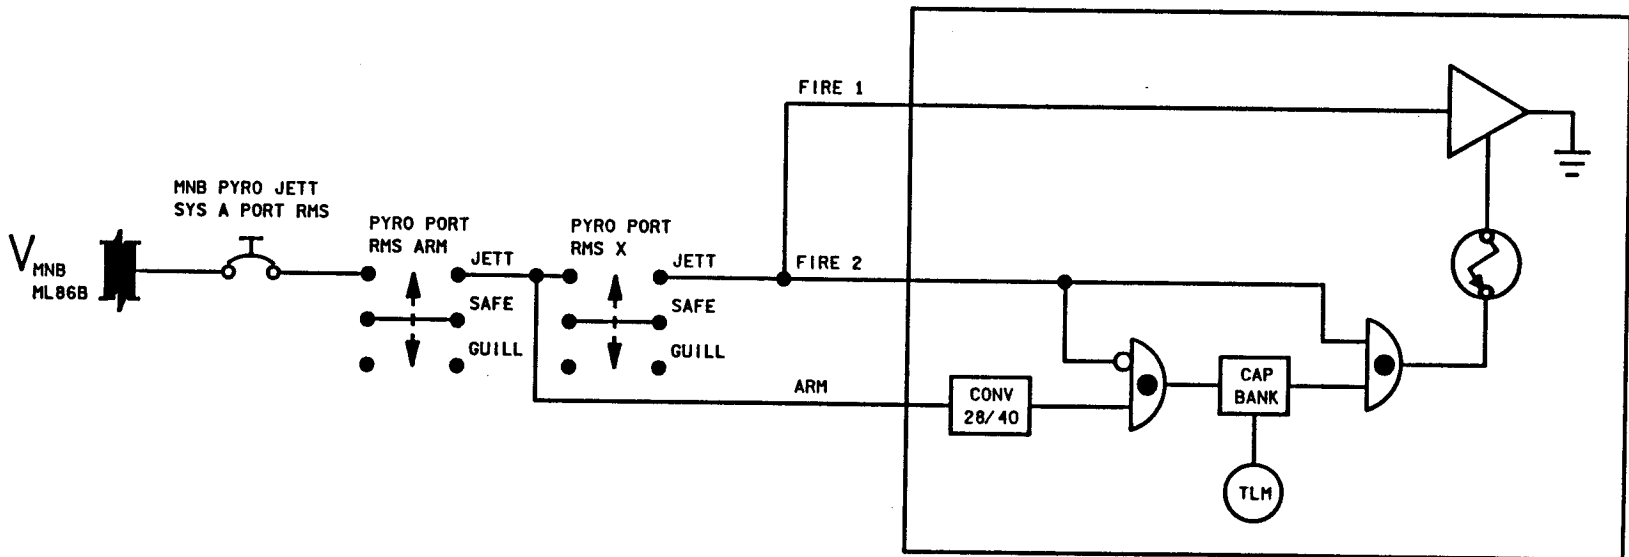 FIRE 1
MNB PYRO JETT
SYS A PORT RMS
PYRO PORT
RMS ARM
PYRO PORT
RMS X
V MNB
ML86B
JETT
SAFE
GUILL
JETT
SAFE
GUILL
FIRE 2
ARM
CONV
28/40
CAP
BANK
TLM